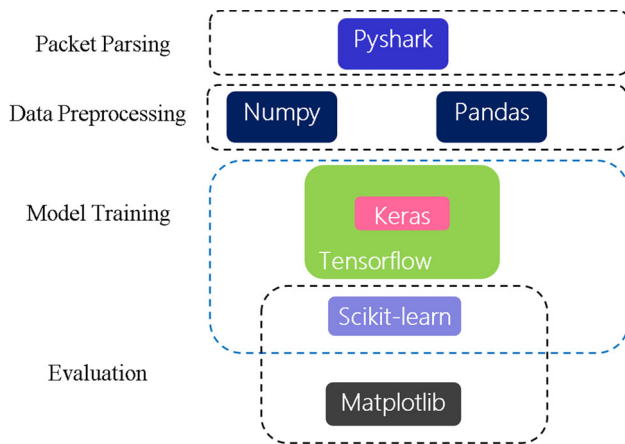 Packet Parsing
Pyshark
Data Preprocessing
Numpy
Pandas
Model Training
Keras
Tensorflow
Scikit-learn
Evaluation
Matplotlib